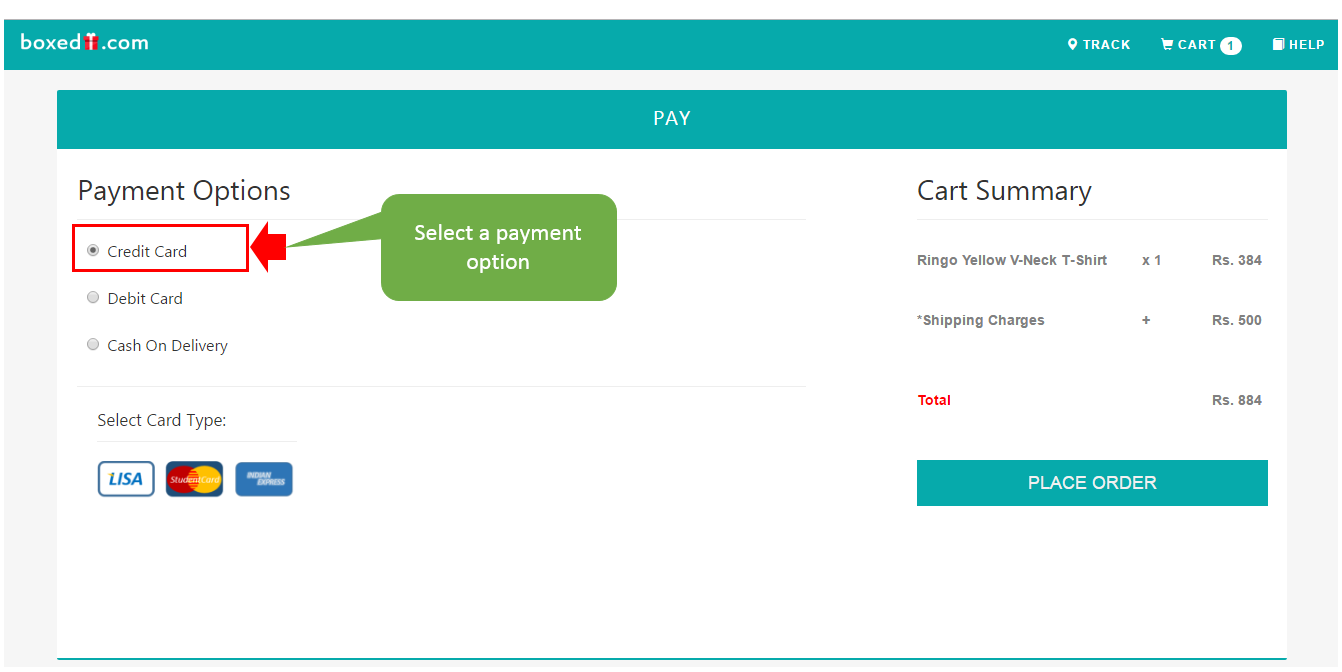 boxed.com
TRACK
CART 1
HELP
PAY
Payment Options
Credit Card
Select a payment
option
Debit Card
Cash On Delivery
Select Card Type:
LISA
StudentCard
INDIAN
EXPRESS
Cart Summary
Ringo Yellow V-Neck T-Shirt x 1 Rs. 384
*Shipping Charges + Rs. 500
Total Rs. 884
PLACE ORDER